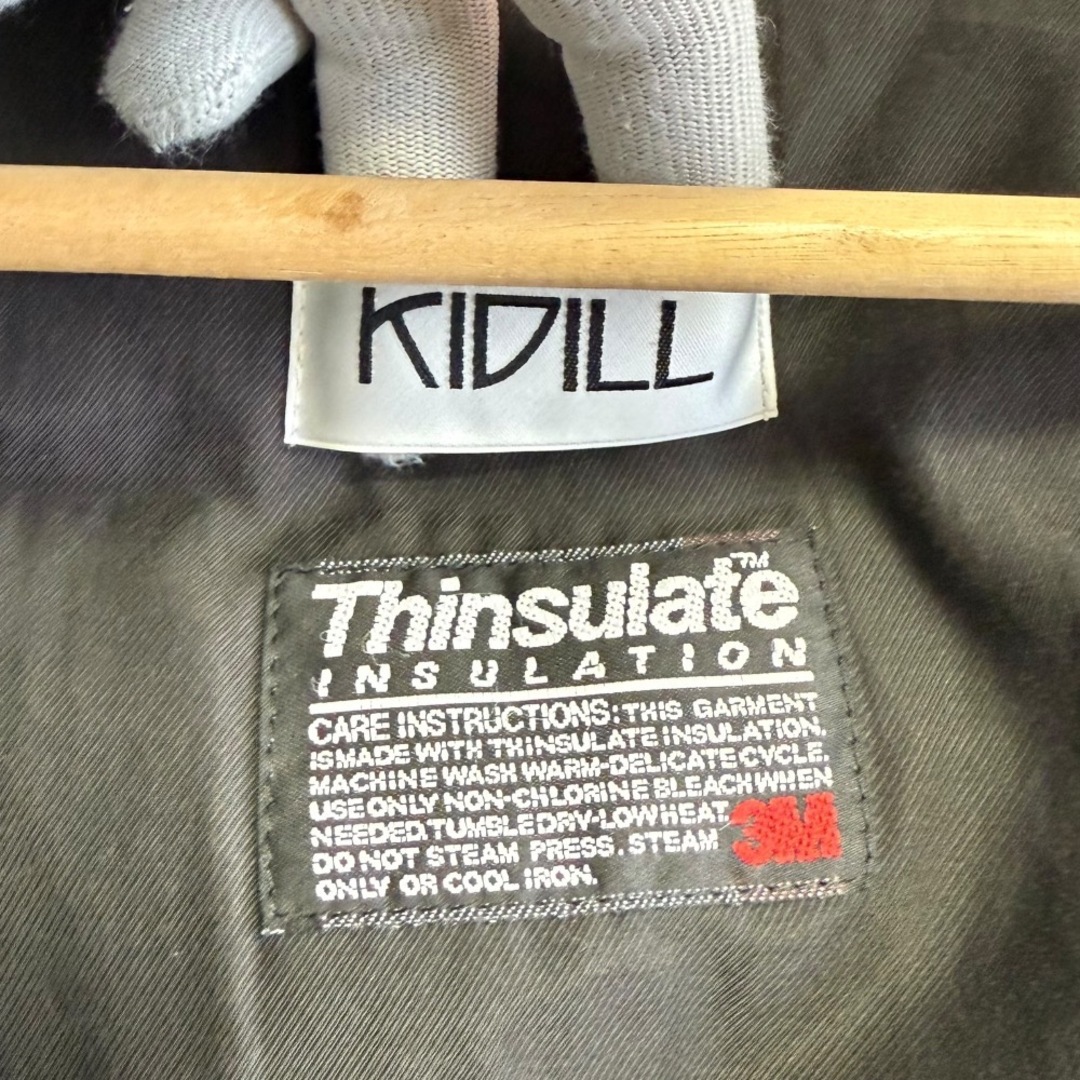 KIDILL
Thinsulate™
INSULATION
CARE INSTRUCTIONS: THIS GARMENT
IS MADE WITH THINSULATE INSULATION.
MACHINE WASH WARM-DELICATE CYCLE.
USE ONLY NON-CHLORINE BLEACH WHEN
NEEDED. TUMBLE DRY-LOW HEAT.
DO NOT STEAM PRESS. STEAM
ONLY OR COOL IRON.
3M